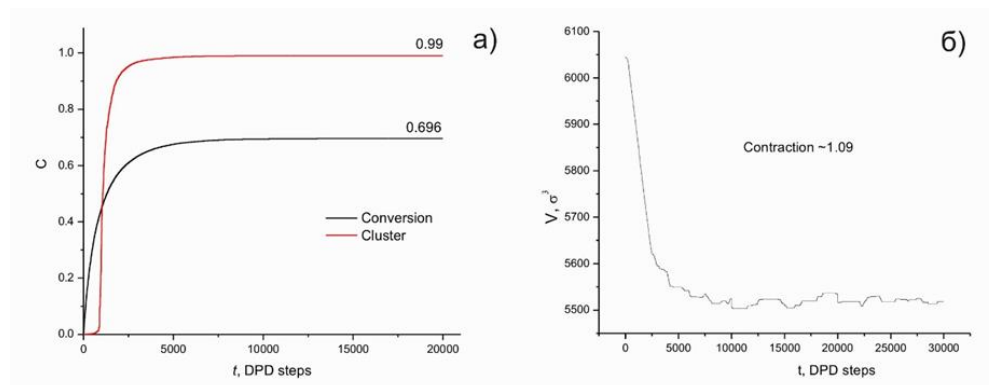 а)
0.99
0.696
1.0
0.8
0.6
0.4
0.2
0.0
C
Conversion
Cluster
0 5000 10000 15000 20000
t, DPD steps
б)
6100
6000
5900
5800
5700
5600
5500
V, σ³
Contraction ~1.09
0 5000 10000 15000 20000 25000 30000
t, DPD steps